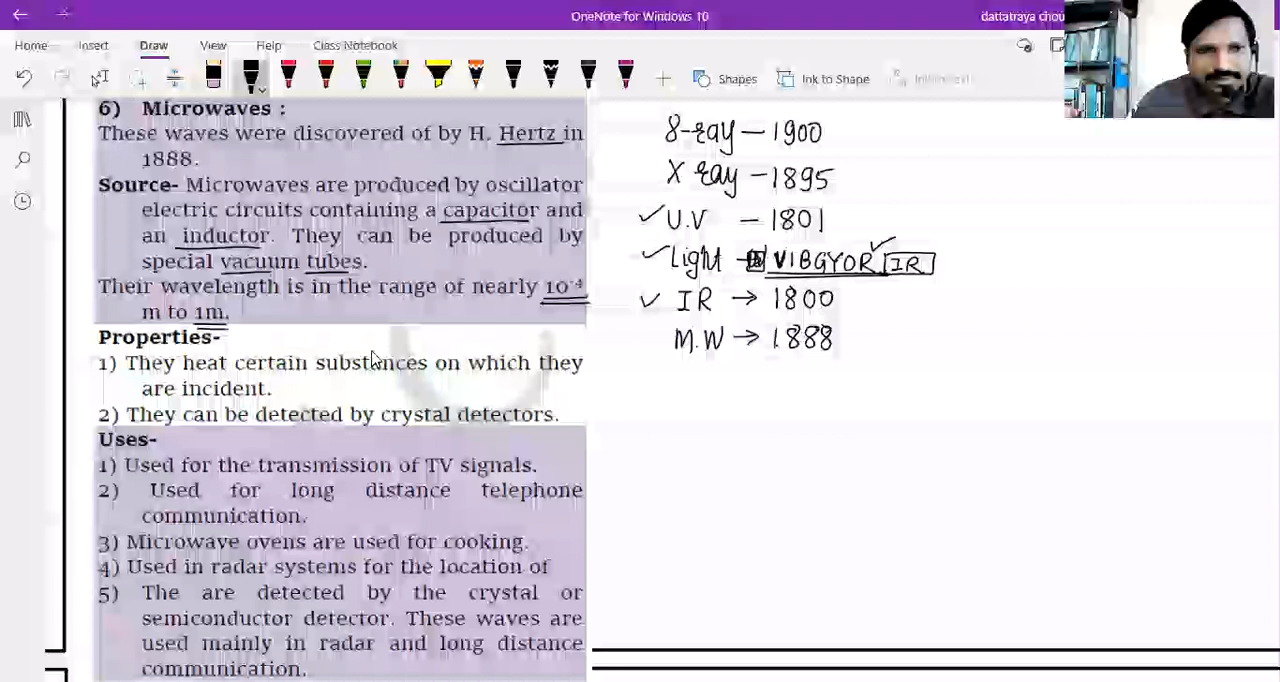 OneNote for Windows 10
dattatraya chou
Home Insert Draw View Help Class Notebook
Shapes Ink to Shape
6) Microwaves :
These waves were discovered of by H. Hertz in
1888.
Source- Microwaves are produced by oscillator
electric circuits containing a capacitor and
an inductor. They can be produced by
special vacuum tubes.
Their wavelength is in the range of nearly 10⁻⁴
m to 1m.
Properties-
1) They heat certain substances on which they
are incident.
2) They can be detected by crystal detectors.
Uses-
1) Used for the transmission of TV signals.
2) Used for long distance telephone
communication.
3) Microwave ovens are used for cooking.
4) Used in radar systems for the location of
5) The are detected by the crystal or
semiconductor detector. These waves are
used mainly in radar and long distance
communication.
8-ray – 1900
X ray – 1895
✓ U.V – 1801
✓ Light → VIBGYOR ✓ IR
✓ IR → 1800
M.W → 1888